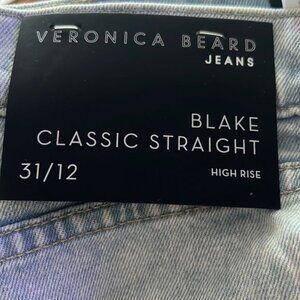 VERONICA BEARD
JEANS
BLAKE
CLASSIC STRAIGHT
31/12
HIGH RISE